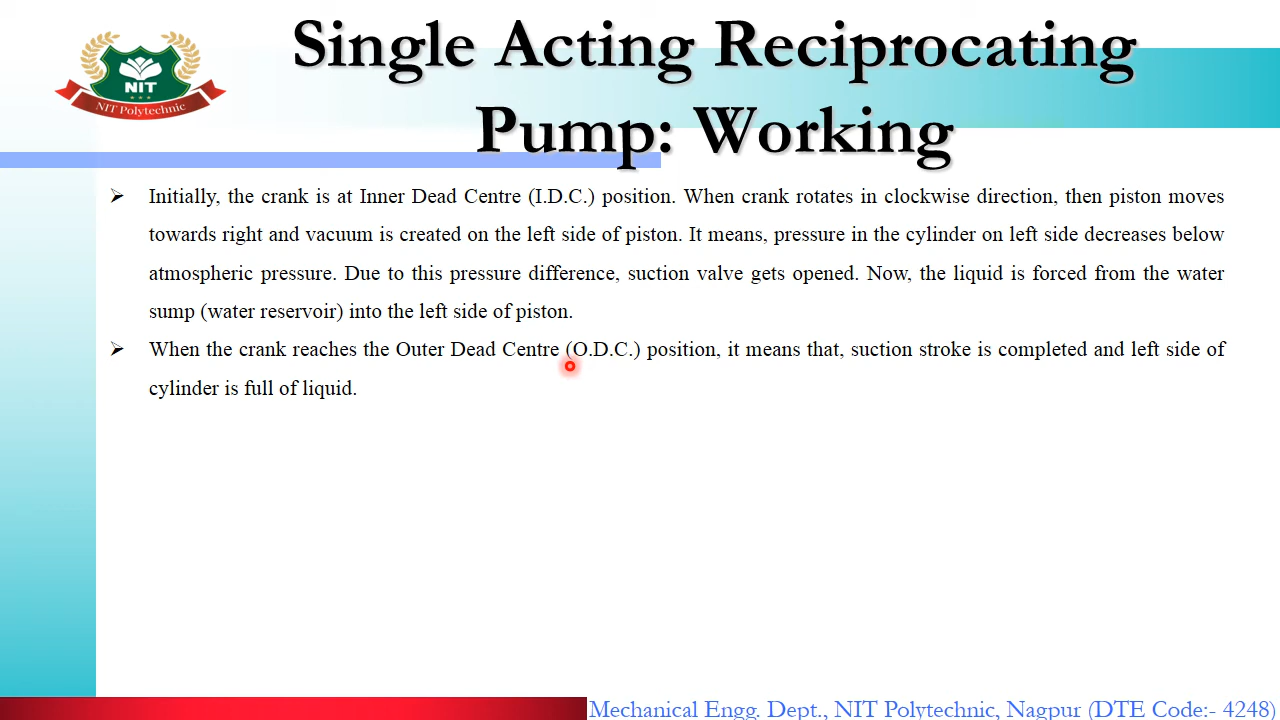 Single Acting Reciprocating
Pump: Working
NIT
NIT Polytechnic
➢ Initially, the crank is at Inner Dead Centre (I.D.C.) position. When crank rotates in clockwise direction, then piston moves
towards right and vacuum is created on the left side of piston. It means, pressure in the cylinder on left side decreases below
atmospheric pressure. Due to this pressure difference, suction valve gets opened. Now, the liquid is forced from the water
sump (water reservoir) into the left side of piston.
➢ When the crank reaches the Outer Dead Centre (O.D.C.) position, it means that, suction stroke is completed and left side of
cylinder is full of liquid.
Mechanical Engg. Dept., NIT Polytechnic, Nagpur (DTE Code:- 4248)